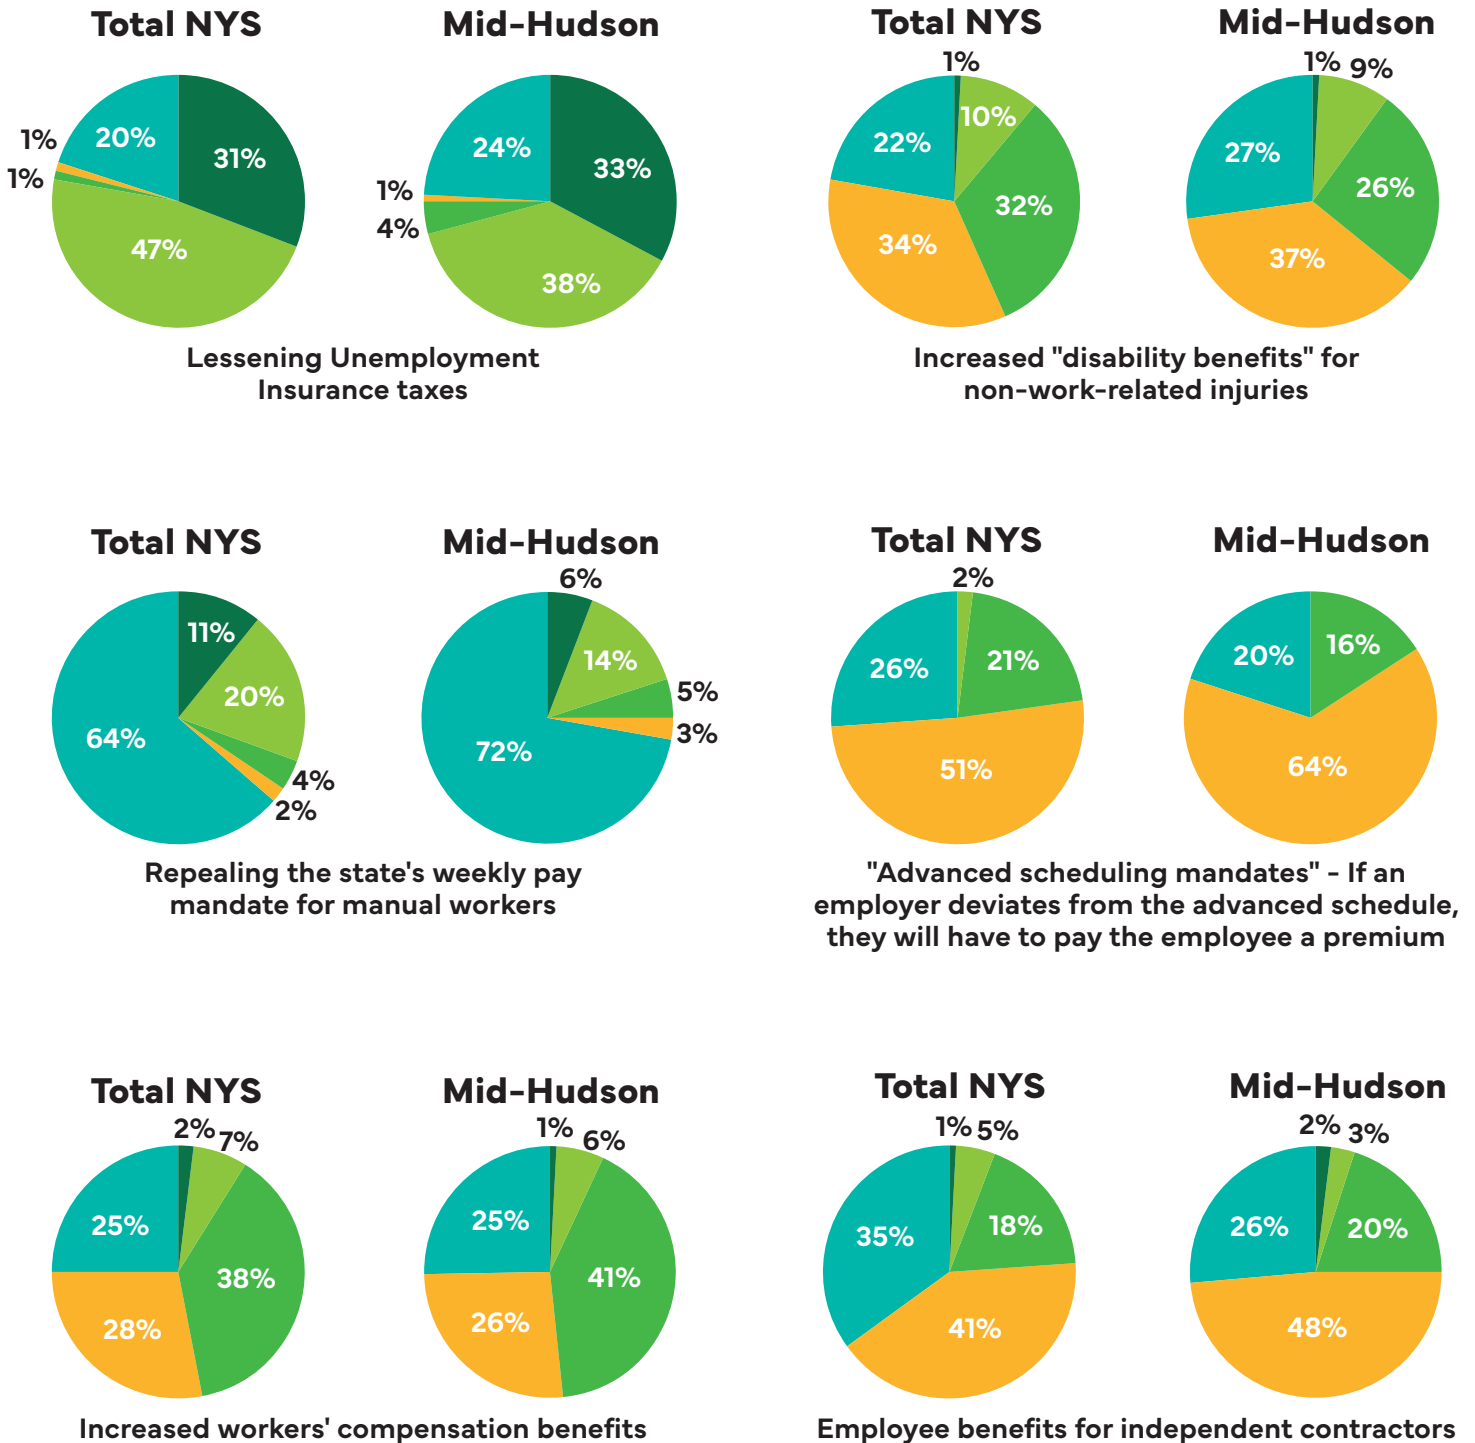 Total NYS
Mid-Hudson
20%
31%
1%
1%
47%
24%
33%
1%
4%
38%
Lessening Unemployment
Insurance taxes
Total NYS
Mid-Hudson
1%
10%
22%
32%
34%
1%
9%
27%
26%
37%
Increased "disability benefits" for
non-work-related injuries
Total NYS
Mid-Hudson
11%
20%
64%
4%
2%
6%
14%
5%
3%
72%
Repealing the state's weekly pay
mandate for manual workers
Total NYS
Mid-Hudson
2%
26%
21%
51%
20%
16%
64%
"Advanced scheduling mandates" - If an
employer deviates from the advanced schedule,
they will have to pay the employee a premium
Total NYS
Mid-Hudson
2%
7%
25%
38%
28%
1%
6%
25%
41%
26%
Increased workers' compensation benefits
Total NYS
Mid-Hudson
1%
5%
35%
18%
41%
2%
3%
26%
20%
48%
Employee benefits for independent contractors